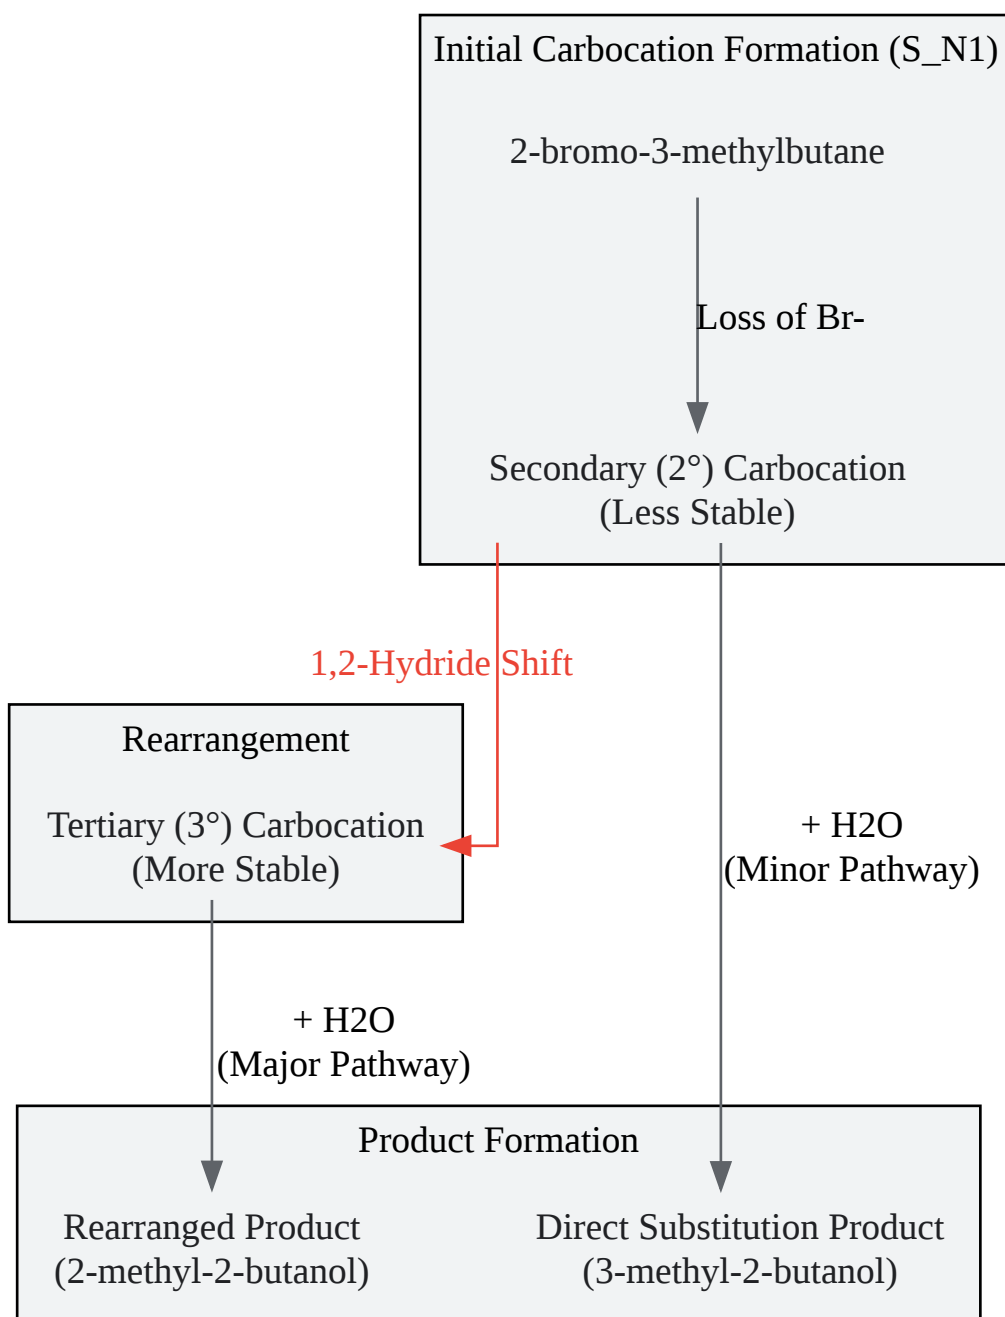 Initial Carbocation Formation (S_N1)
2-bromo-3-methylbutane
Loss of Br-
Secondary (2°) Carbocation
(Less Stable)
1,2-Hydride Shift
Rearrangement
Tertiary (3°) Carbocation
(More Stable)
+ H2O
(Minor Pathway)
+ H2O
(Major Pathway)
Product Formation
Rearranged Product
(2-methyl-2-butanol)
Direct Substitution Product
(3-methyl-2-butanol)